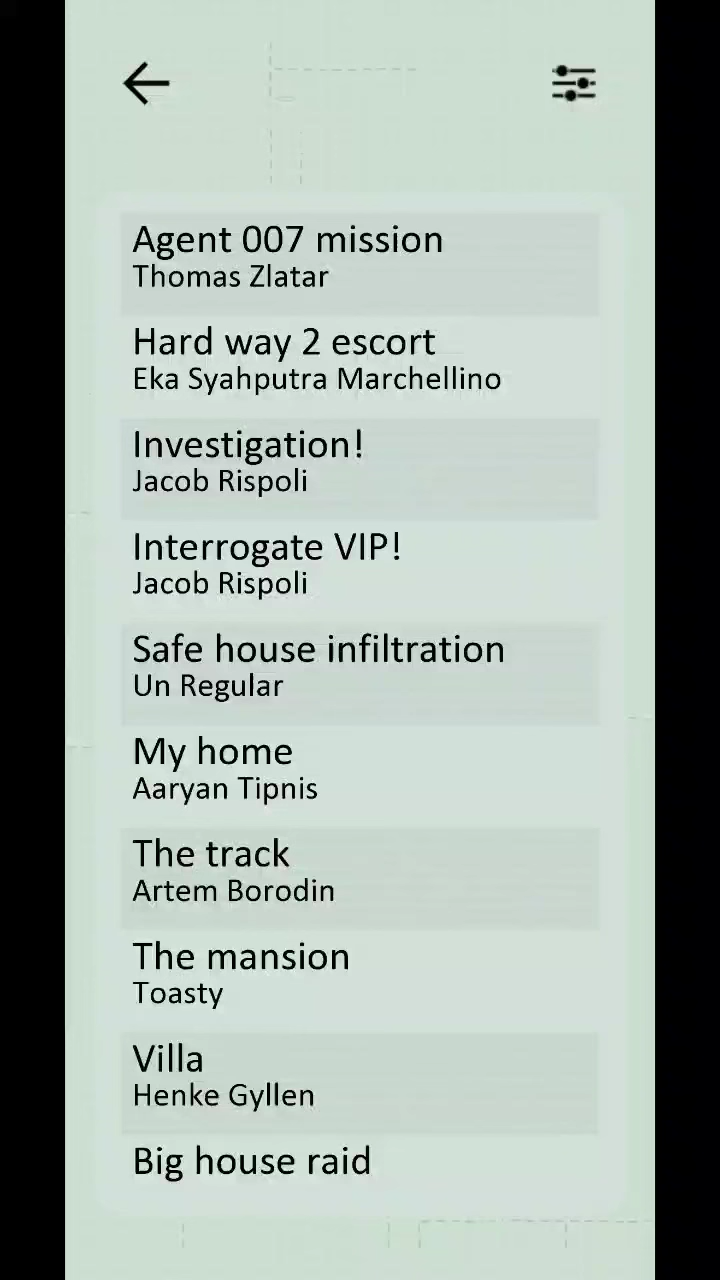 Agent 007 mission
Thomas Zlatar
Hard way 2 escort
Eka Syahputra Marchellino
Investigation!
Jacob Rispoli
Interrogate VIP!
Jacob Rispoli
Safe house infiltration
Un Regular
My home
Aaryan Tipnis
The track
Artem Borodin
The mansion
Toasty
Villa
Henke Gyllen
Big house raid